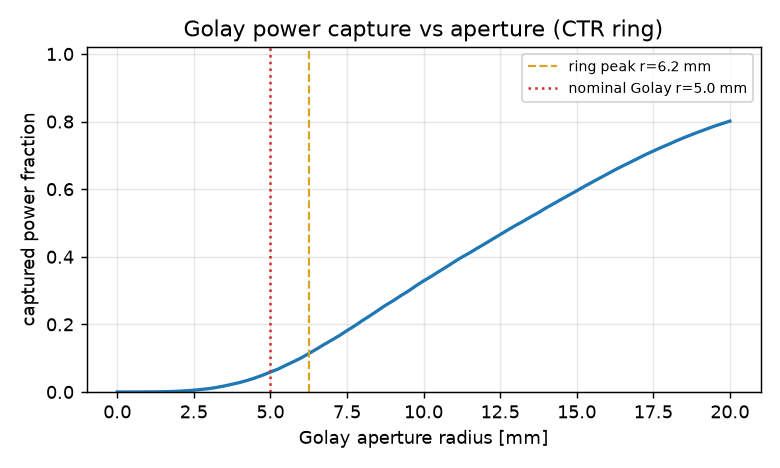 Golay power capture vs aperture (CTR ring)
1.0
0.8
0.6
0.4
0.2
0.0
captured power fraction
ring peak r=6.2 mm
nominal Golay r=5.0 mm
0.0 2.5 5.0 7.5 10.0 12.5 15.0 17.5 20.0
Golay aperture radius [mm]